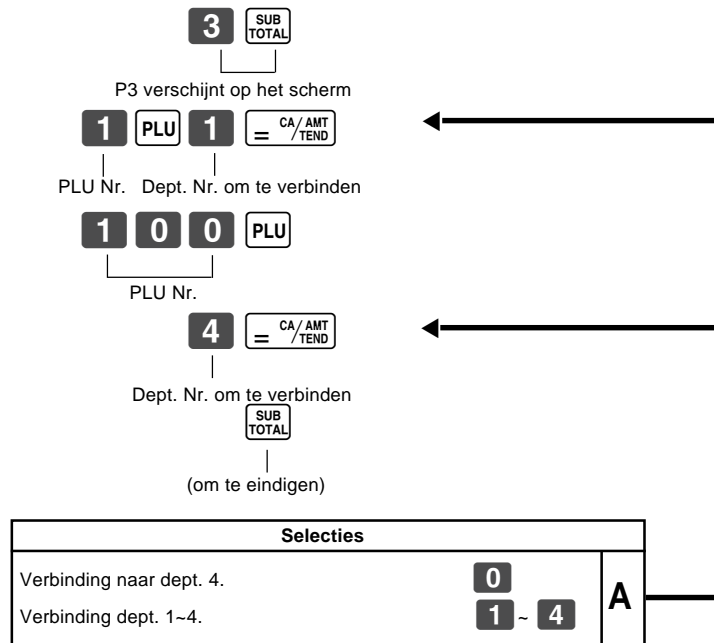 3 SUB TOTAL
P3 verschijnt op het scherm
1 PLU 1 = CA/AMT/TEND
PLU Nr. Dept. Nr. om te verbinden
1 0 0 PLU
PLU Nr.
4 = CA/AMT/TEND
Dept. Nr. om te verbinden
SUB TOTAL
(om te eindigen)
Selecties
Verbinding naar dept. 4. 0
Verbinding dept. 1~4. 1 ~ 4
A